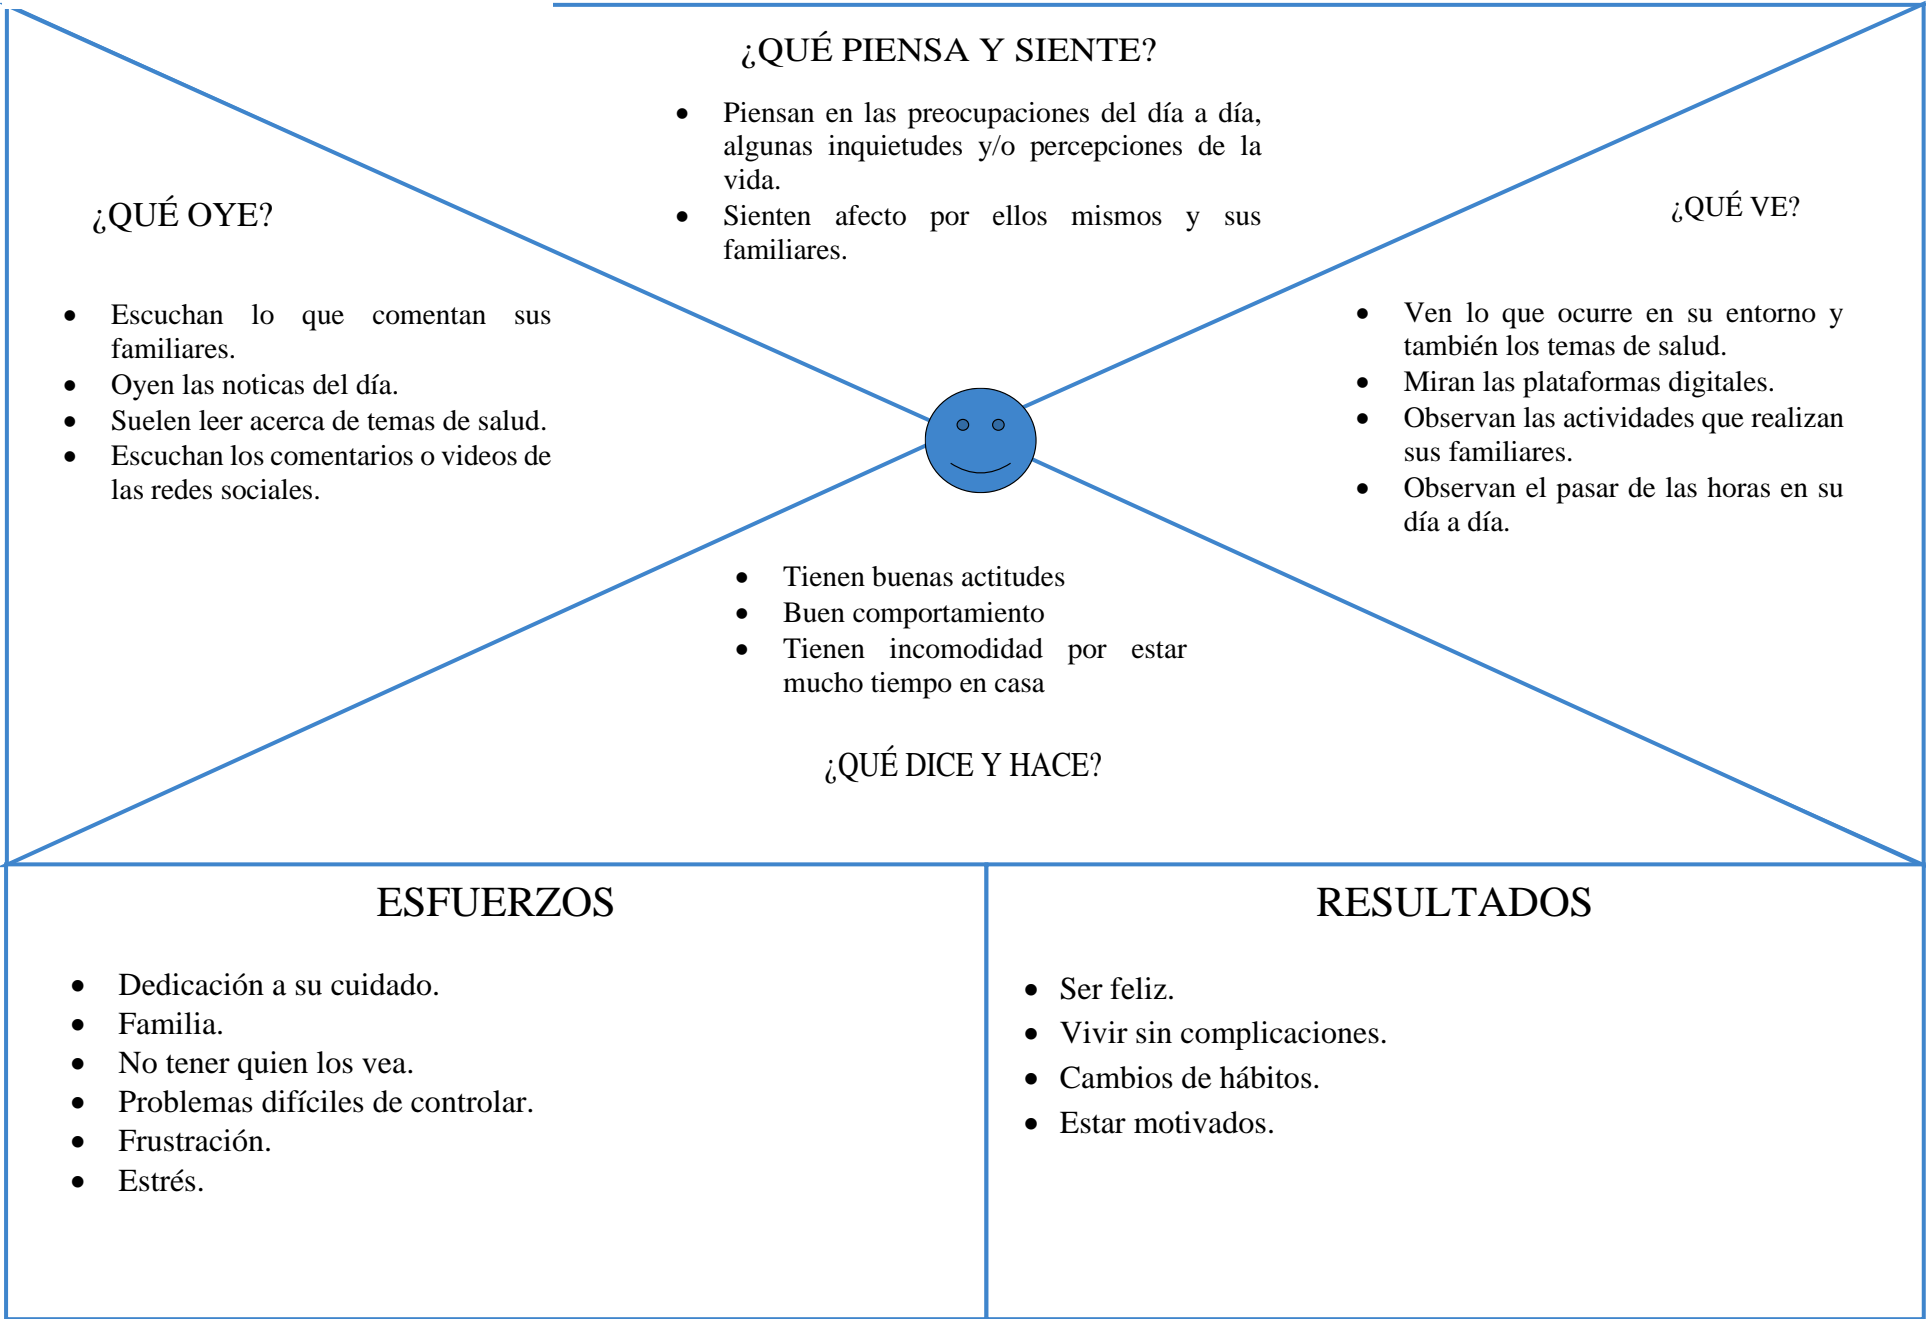 ¿QUÉ PIENSA Y SIENTE?
• Piensan en las preocupaciones del día a día,
algunas inquietudes y/o percepciones de la
vida.
• Sienten afecto por ellos mismos y sus
familiares.
¿QUÉ OYE?
• Escuchan lo que comentan sus
familiares.
• Oyen las noticas del día.
• Suelen leer acerca de temas de salud.
• Escuchan los comentarios o videos de
las redes sociales.
¿QUÉ VE?
• Ven lo que ocurre en su entorno y
también los temas de salud.
• Miran las plataformas digitales.
• Observan las actividades que realizan
sus familiares.
• Observan el pasar de las horas en su
día a día.
• Tienen buenas actitudes
• Buen comportamiento
• Tienen incomodidad por estar
mucho tiempo en casa
¿QUÉ DICE Y HACE?
ESFUERZOS
• Dedicación a su cuidado.
• Familia.
• No tener quien los vea.
• Problemas difíciles de controlar.
• Frustración.
• Estrés.
RESULTADOS
• Ser feliz.
• Vivir sin complicaciones.
• Cambios de hábitos.
• Estar motivados.